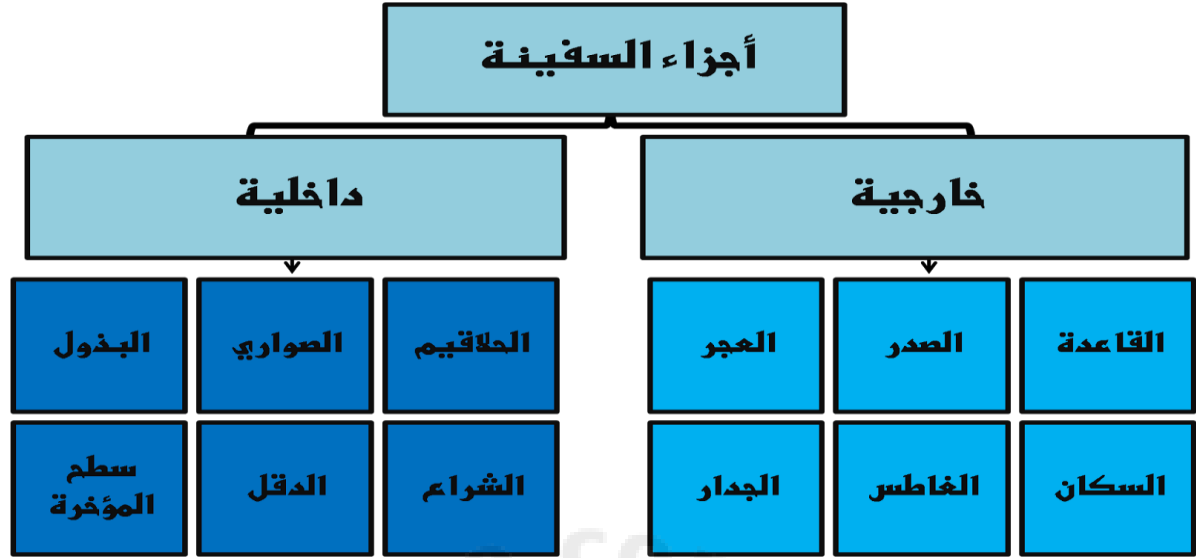 أجزاء السفينة
خارجية
داخلية
القاعدة
الصدر
العجر
السكان
الغاطس
الجدار
الحلاقيم
الصواري
البذول
الشراع
الدقل
سطح
المؤخرة